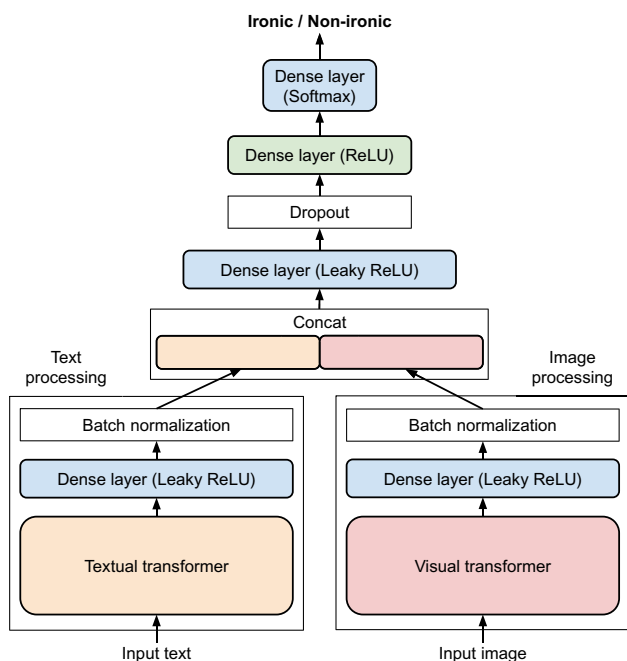 Ironic / Non-ironic
Dense layer
(Softmax)
Dense layer (ReLU)
Dropout
Dense layer (Leaky ReLU)
Concat
Text
processing
Image
processing
Batch normalization
Batch normalization
Dense layer (Leaky ReLU)
Dense layer (Leaky ReLU)
Textual transformer
Visual transformer
Input text
Input image